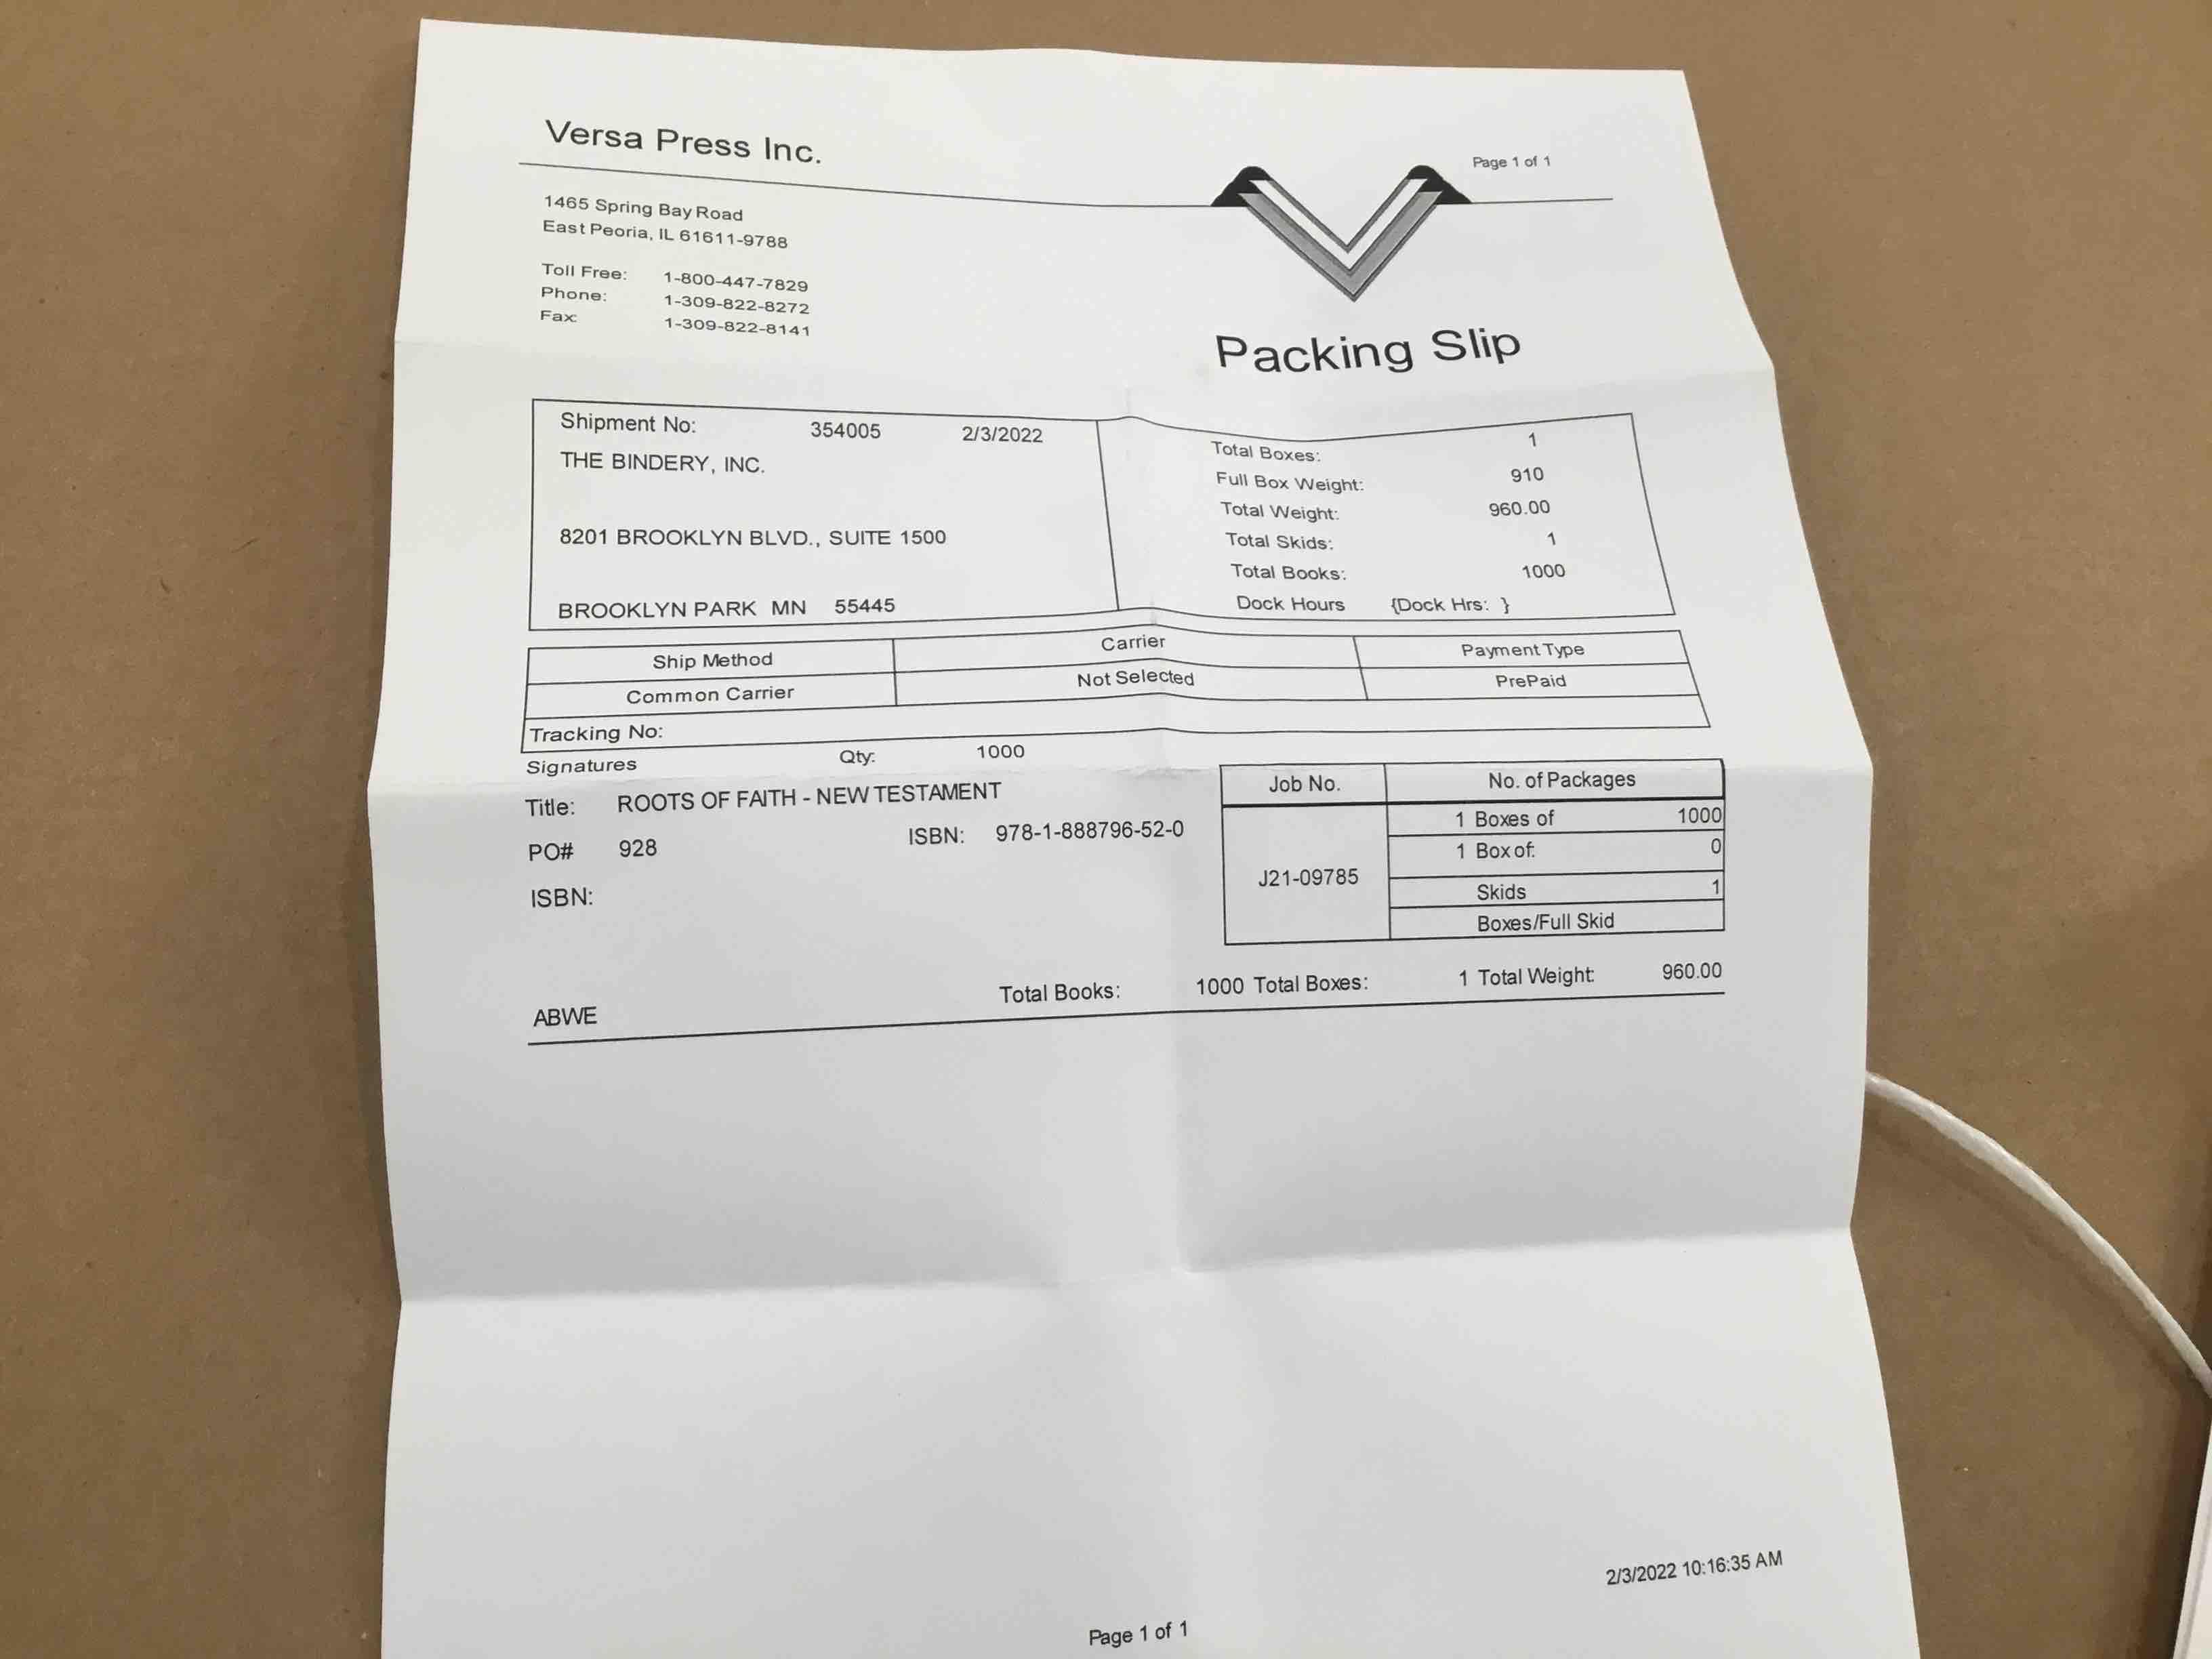 Versa Press Inc.
Page 1 of 1
1465 Spring Bay Road
East Peoria, IL 61611-9788
Toll Free: 1-800-447-7829
Phone: 1-309-822-8272
Fax: 1-309-822-8141
Packing Slip
Shipment No: 354005 2/3/2022
THE BINDERY, INC.
8201 BROOKLYN BLVD., SUITE 1500
BROOKLYN PARK MN 55445
Total Boxes: 1
Full Box Weight: 910
Total Weight: 960.00
Total Skids: 1
Total Books: 1000
Dock Hours {Dock Hrs: }
Ship Method Carrier Payment Type
Common Carrier Not Selected PrePaid
Tracking No:
Signatures Qty: 1000
Title: ROOTS OF FAITH - NEW TESTAMENT
PO# 928 ISBN: 978-1-888796-52-0
ISBN:
Job No. No. of Packages
J21-09785
1 Boxes of 1000
1 Box of: 0
Skids 1
Boxes/Full Skid
ABWE Total Books: 1000 Total Boxes: 1 Total Weight: 960.00
2/3/2022 10:16:35 AM
Page 1 of 1